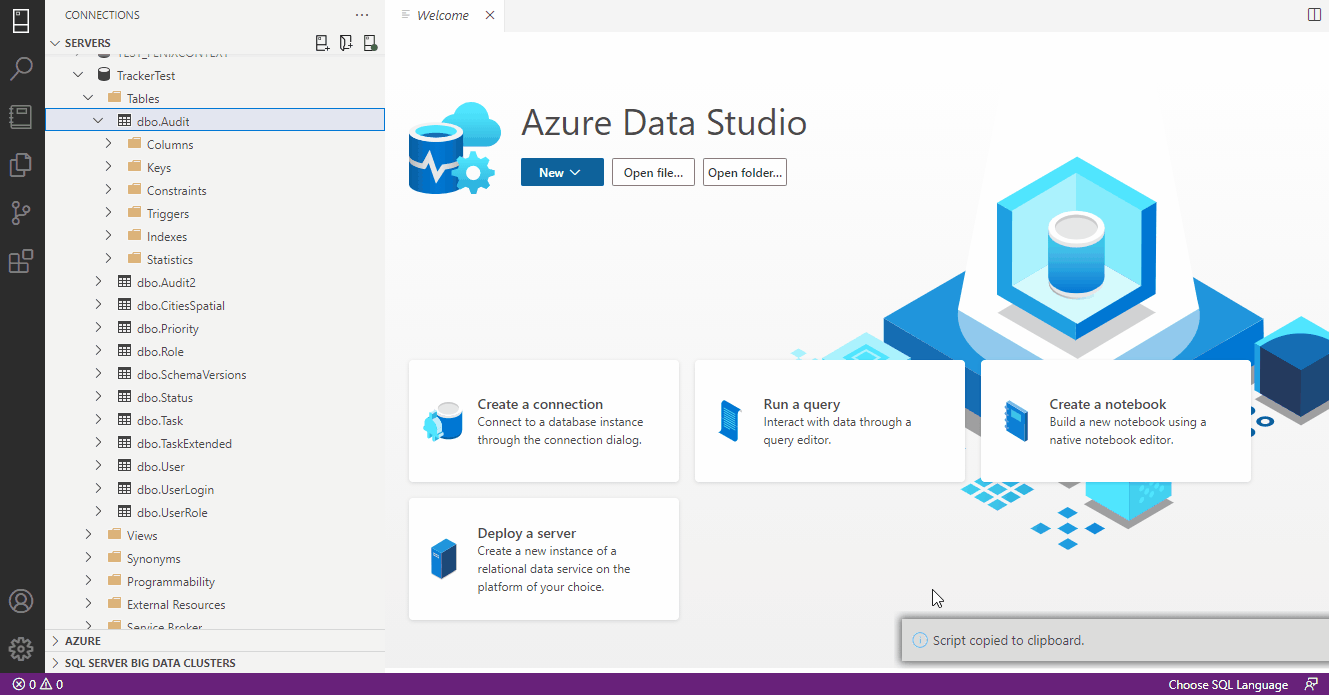 CONNECTIONS
SERVERS
TEST_FENIXCONTEXT
TrackerTest
Tables
dbo.Audit
Columns
Keys
Constraints
Triggers
Indexes
Statistics
dbo.Audit2
dbo.CitiesSpatial
dbo.Priority
dbo.Role
dbo.SchemaVersions
dbo.Status
dbo.Task
dbo.TaskExtended
dbo.User
dbo.UserLogin
dbo.UserRole
Views
Synonyms
Programmability
External Resources
Service Broker
AZURE
SQL SERVER BIG DATA CLUSTERS
Welcome
Azure Data Studio
New
Open file...
Open folder...
Create a connection
Connect to a database instance
through the connection dialog.
Run a query
Interact with data through a
query editor.
Create a notebook
Build a new notebook using a
native notebook editor.
Deploy a server
Create a new instance of a
relational data service on the
platform of your choice.
Script copied to clipboard.
0 0
Choose SQL Language